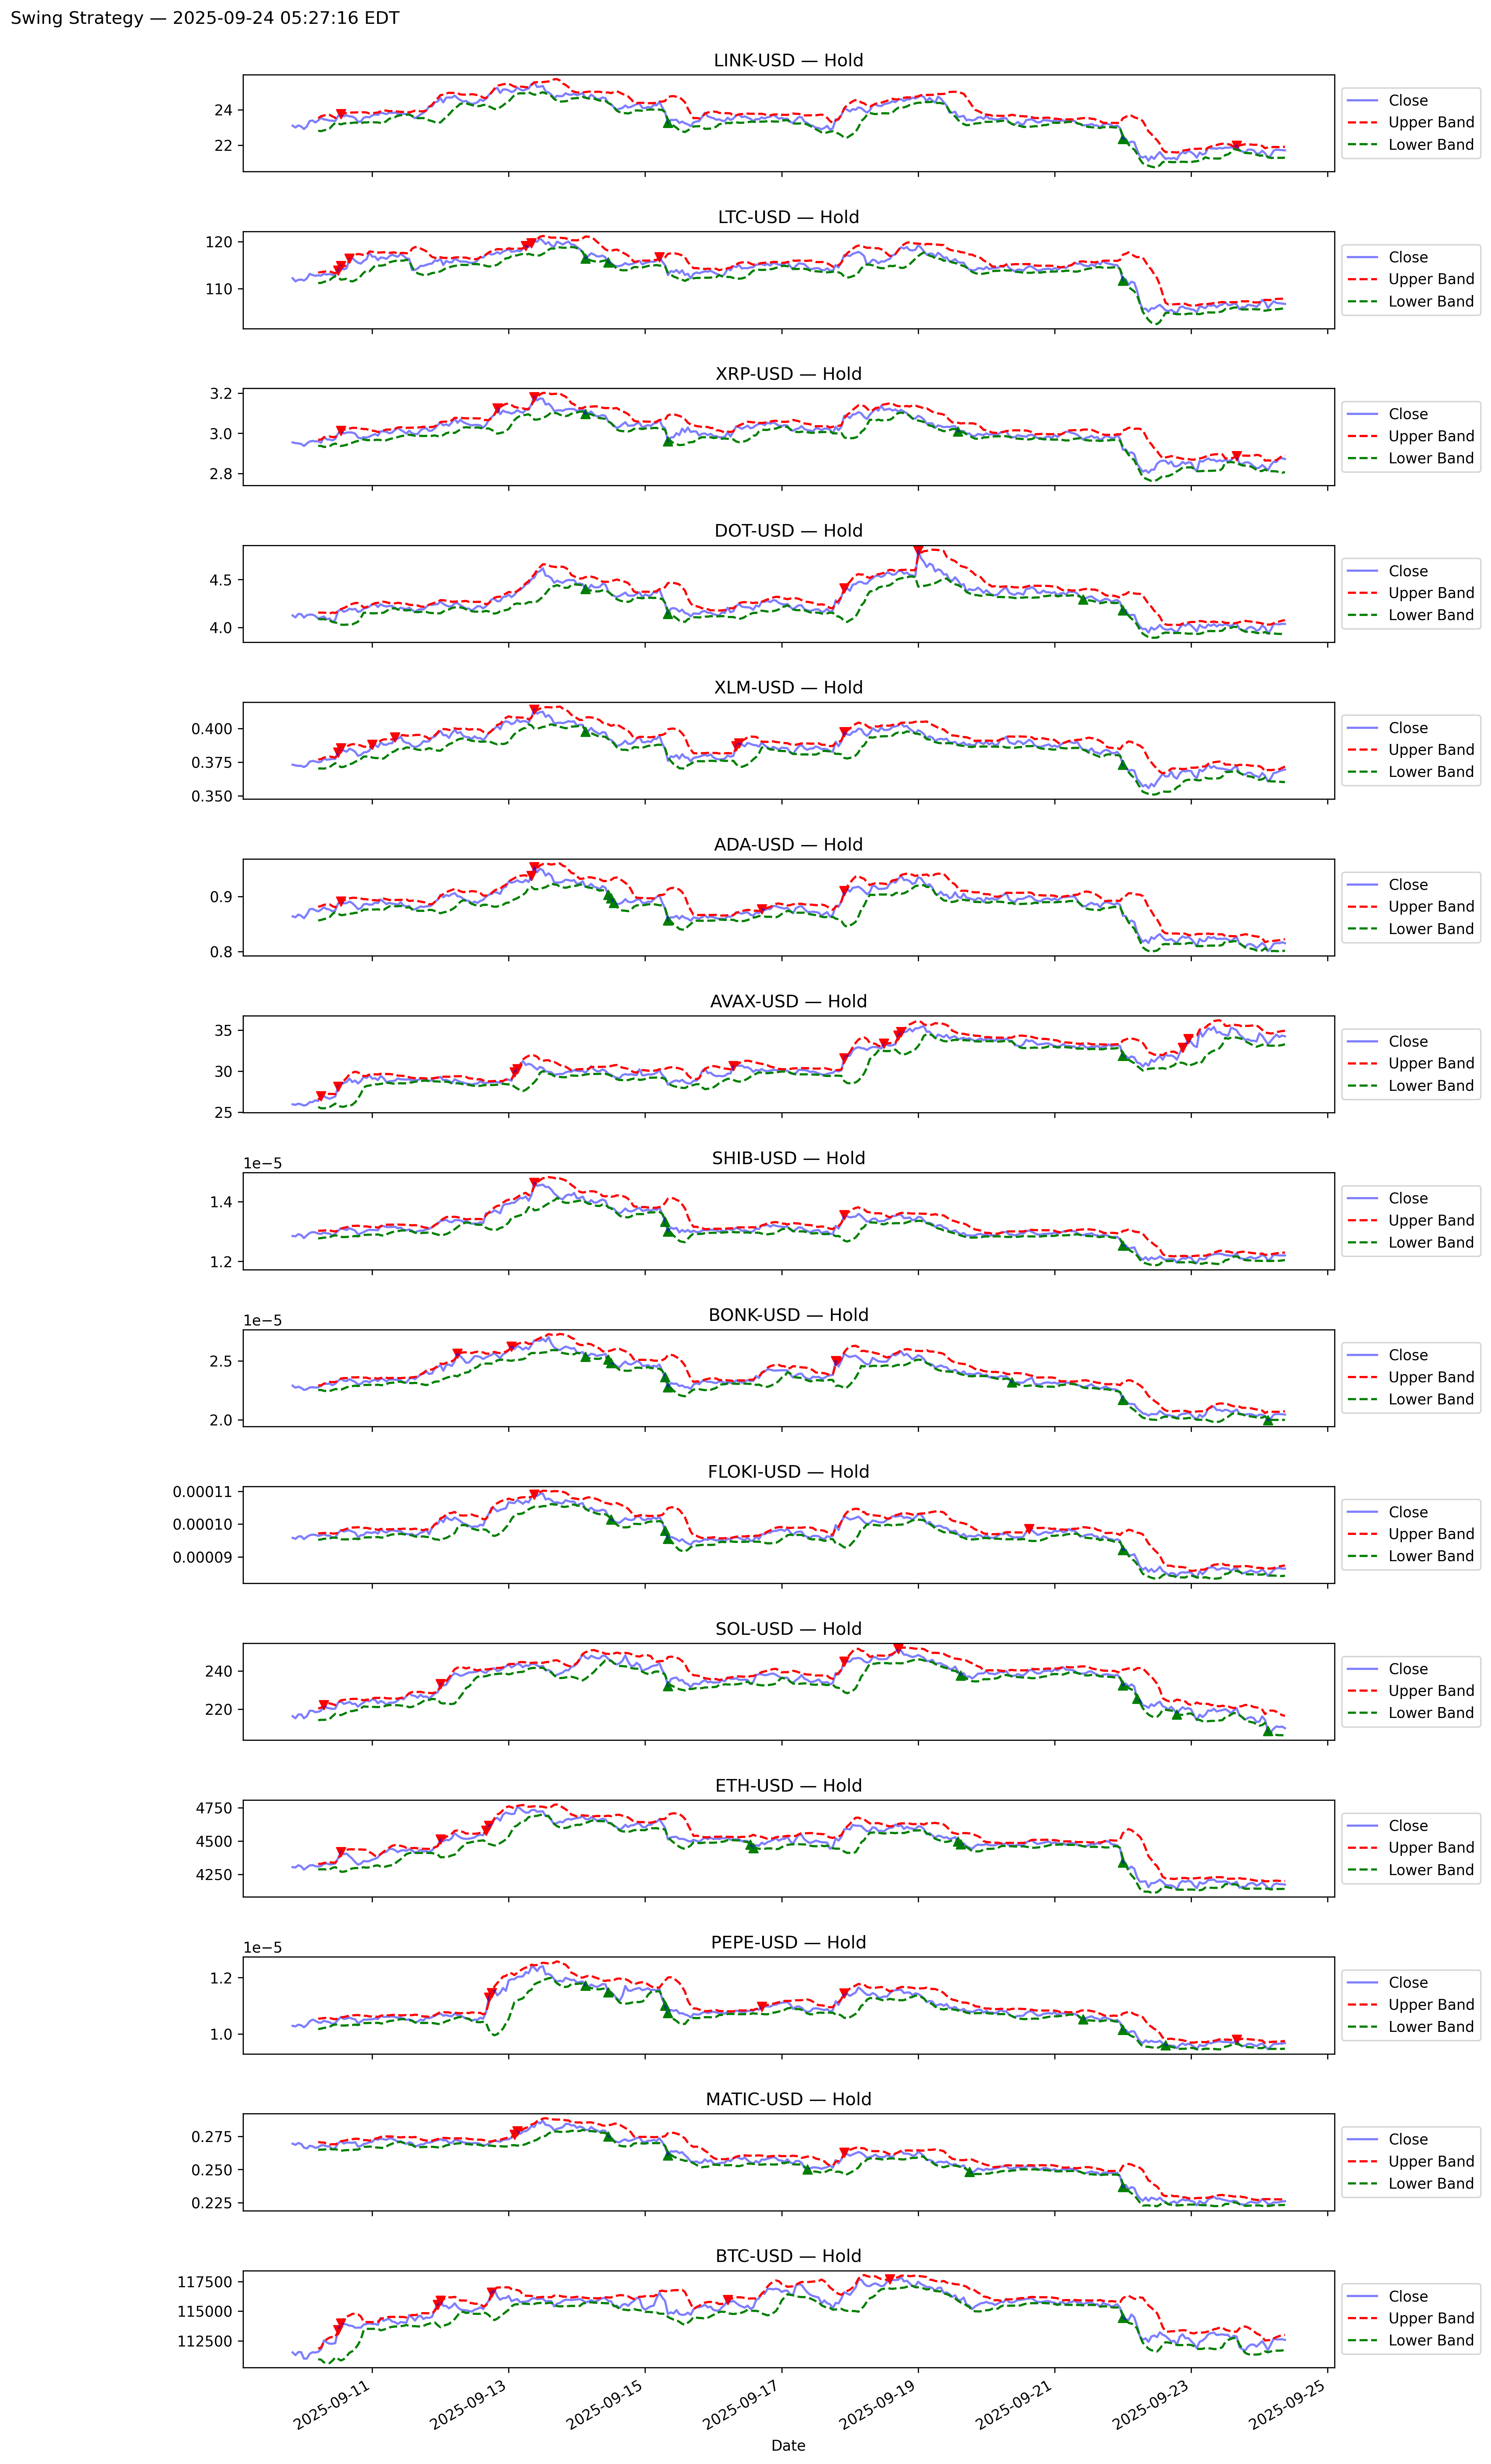 Swing Strategy — 2025-09-24 05:27:16 EDT
LINK-USD — Hold
24
22
Close
Upper Band
Lower Band
LTC-USD — Hold
120
110
Close
Upper Band
Lower Band
XRP-USD — Hold
3.2
3.0
2.8
Close
Upper Band
Lower Band
DOT-USD — Hold
4.5
4.0
Close
Upper Band
Lower Band
XLM-USD — Hold
0.400
0.375
0.350
Close
Upper Band
Lower Band
ADA-USD — Hold
0.9
0.8
Close
Upper Band
Lower Band
AVAX-USD — Hold
35
30
25
Close
Upper Band
Lower Band
SHIB-USD — Hold
1e−5
1.4
1.2
Close
Upper Band
Lower Band
BONK-USD — Hold
1e−5
2.5
2.0
Close
Upper Band
Lower Band
FLOKI-USD — Hold
0.00011
0.00010
0.00009
Close
Upper Band
Lower Band
SOL-USD — Hold
240
220
Close
Upper Band
Lower Band
ETH-USD — Hold
4750
4500
4250
Close
Upper Band
Lower Band
PEPE-USD — Hold
1e−5
1.2
1.0
Close
Upper Band
Lower Band
MATIC-USD — Hold
0.275
0.250
0.225
Close
Upper Band
Lower Band
BTC-USD — Hold
117500
115000
112500
Close
Upper Band
Lower Band
2025-09-11
2025-09-13
2025-09-15
2025-09-17
2025-09-19
2025-09-21
2025-09-23
2025-09-25
Date